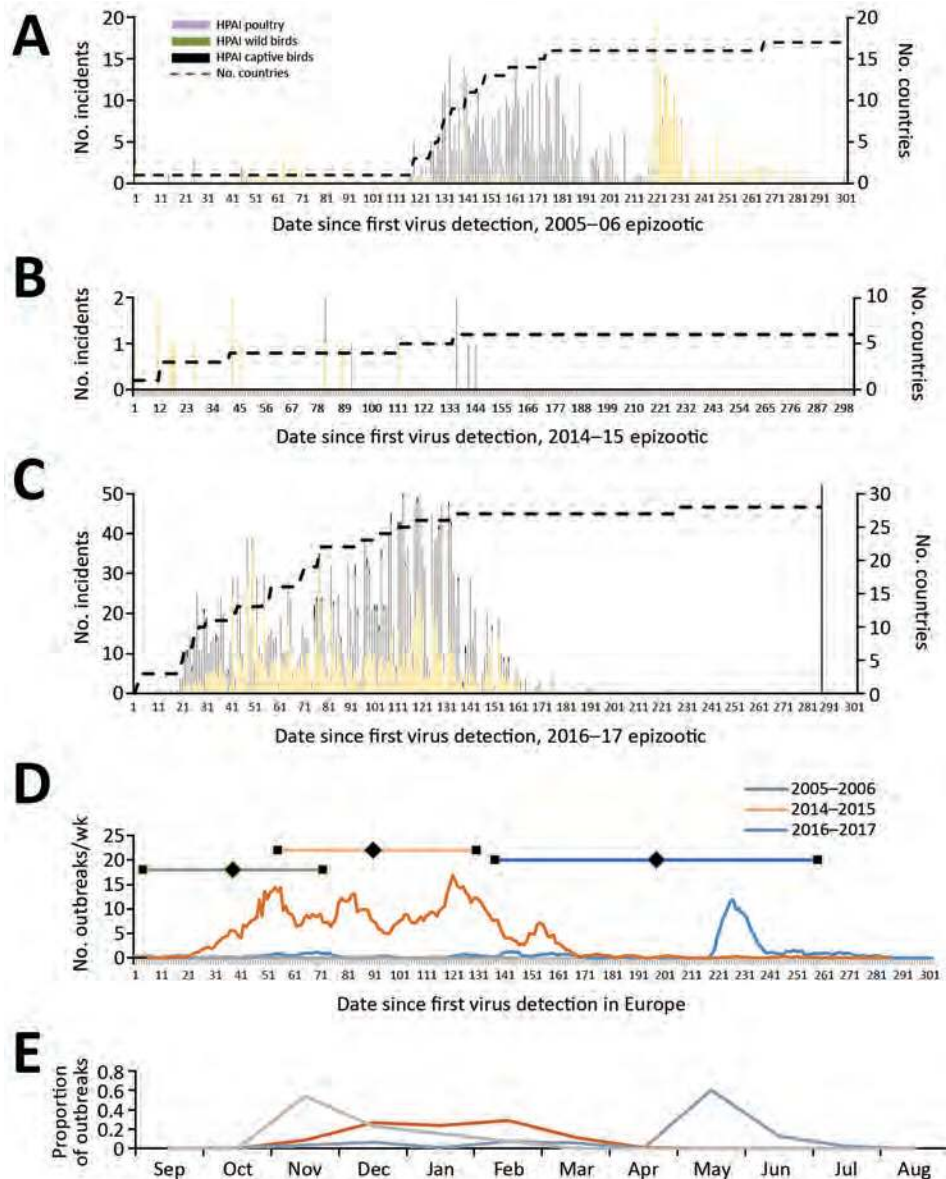 A
HPAI poultry
HPAI wild birds
HPAI captive birds
No. countries
No. incidents
20
15
10
5
0
20
15
10
5
0
No. countries
1 11 21 31 41 51 61 71 81 91 101 111 121 131 141 151 161 171 181 191 201 211 221 231 241 251 261 271 281 291 301
Date since first virus detection, 2005–06 epizootic
B
No. incidents
2
1
0
10
5
0
No. countries
1 12 23 34 45 56 67 78 89 100 111 122 133 144 155 166 177 188 199 210 221 232 243 254 265 276 287 298
Date since first virus detection, 2014–15 epizootic
C
No. incidents
50
40
30
20
10
0
30
25
20
15
10
5
0
No. countries
1 11 21 31 41 51 61 71 81 91 101 111 121 131 141 151 161 171 181 191 201 211 221 231 241 251 261 271 281 291 301
Date since first virus detection, 2016–17 epizootic
D
2005–2006
2014–2015
2016–2017
No. outbreaks/wk
25
20
15
10
5
0
1 11 21 31 41 51 61 71 81 91 101 111 121 131 141 151 161 171 181 191 201 211 221 231 241 251 261 271 281 291 301
Date since first virus detection in Europe
E
Proportion
of outbreaks
0.8
0.6
0.4
0.2
0
Sep Oct Nov Dec Jan Feb Mar Apr May Jun Jul Aug